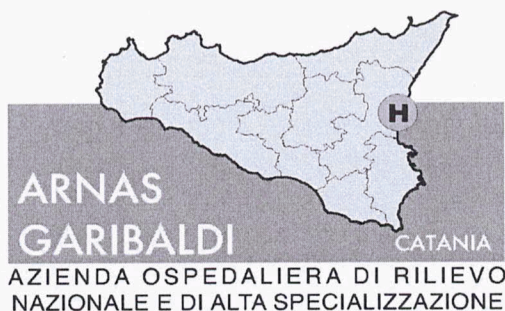 H
ARNAS
GARIBALDI
CATANIA
AZIENDA OSPEDALIERA DI RILIEVO
NAZIONALE E DI ALTA SPECIALIZZAZIONE